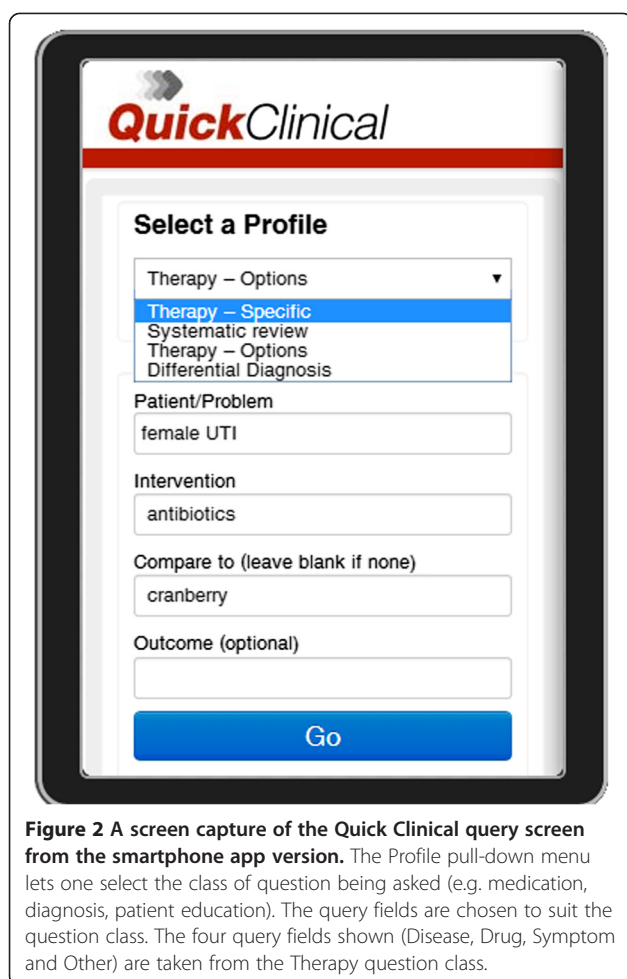 QuickClinical
Select a Profile
Therapy – Options
Therapy – Specific
Systematic review
Therapy – Options
Differential Diagnosis
Patient/Problem
female UTI
Intervention
antibiotics
Compare to (leave blank if none)
cranberry
Outcome (optional)
Go
Figure 2 A screen capture of the Quick Clinical query screen
from the smartphone app version. The Profile pull-down menu
lets one select the class of question being asked (e.g. medication,
diagnosis, patient education). The query fields are chosen to suit the
question class. The four query fields shown (Disease, Drug, Symptom
and Other) are taken from the Therapy question class.